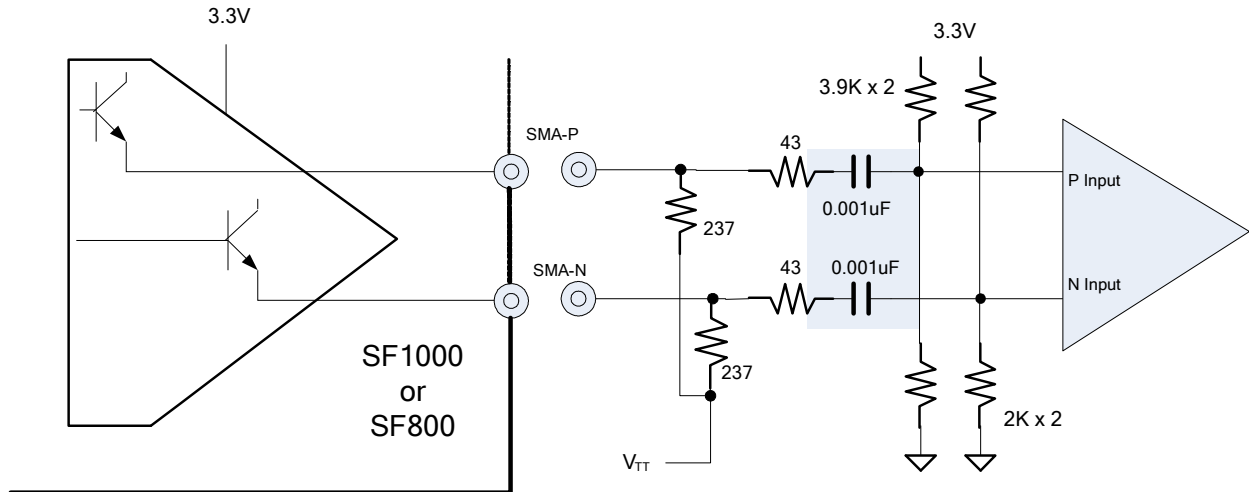 3.3V
3.3V
3.9K x 2
SMA-P
43
P Input
0.001uF
237
SMA-N
43
0.001uF
N Input
SF1000
or
SF800
237
2K x 2
VTT